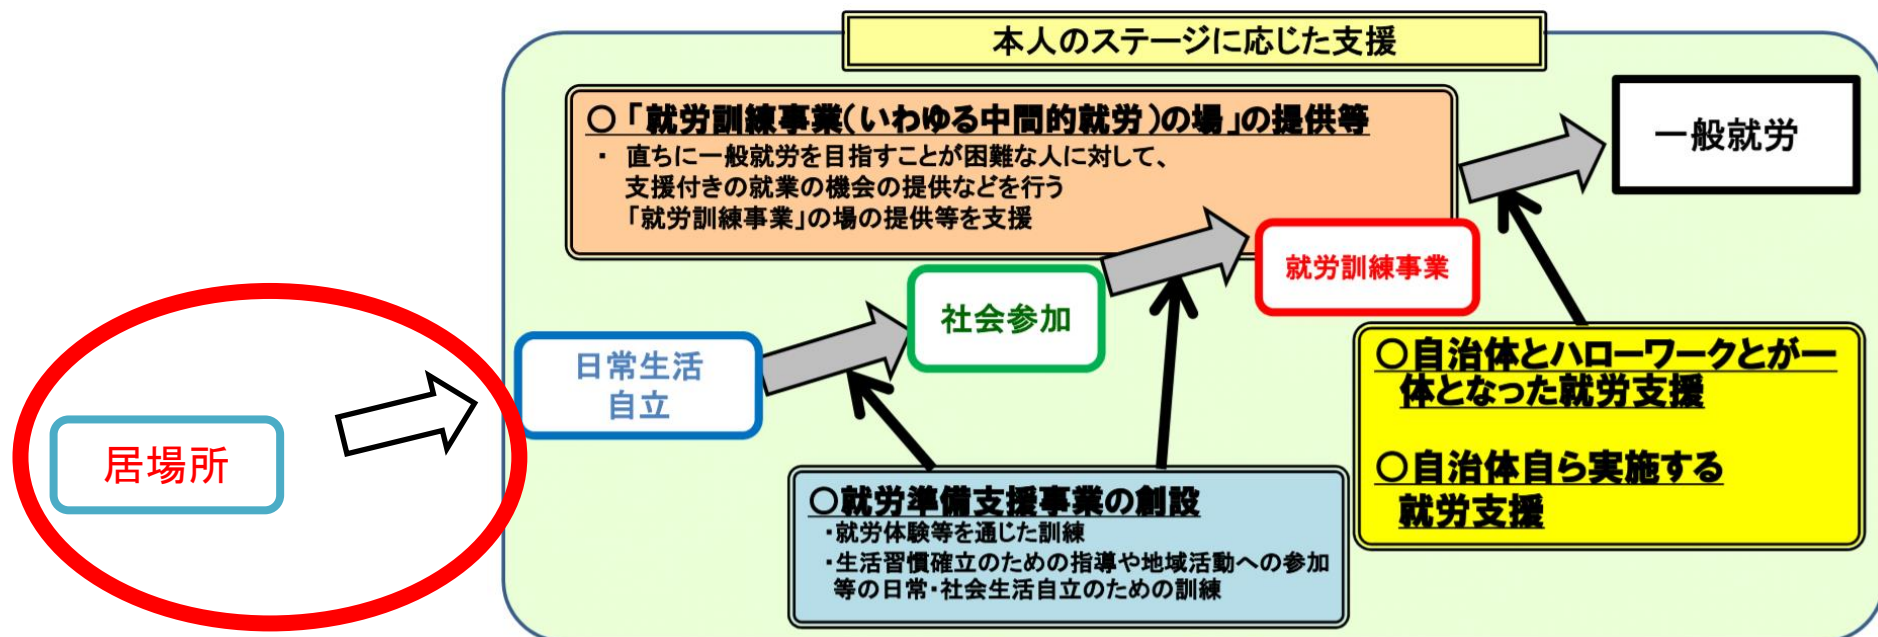 本人のステージに応じた支援
○「就労訓練事業(いわゆる中間的就労)の場」の提供等
・ 直ちに一般就労を目指すことが困難な人に対して、
支援付きの就業の機会の提供などを行う
「就労訓練事業」の場の提供等を支援
一般就労
就労訓練事業
社会参加
日常生活
自立
居場所
○自治体とハローワークとが一
体となった就労支援
○自治体自ら実施する
就労支援
○就労準備支援事業の創設
・就労体験等を通じた訓練
・生活習慣確立のための指導や地域活動への参加
等の日常・社会生活自立のための訓練